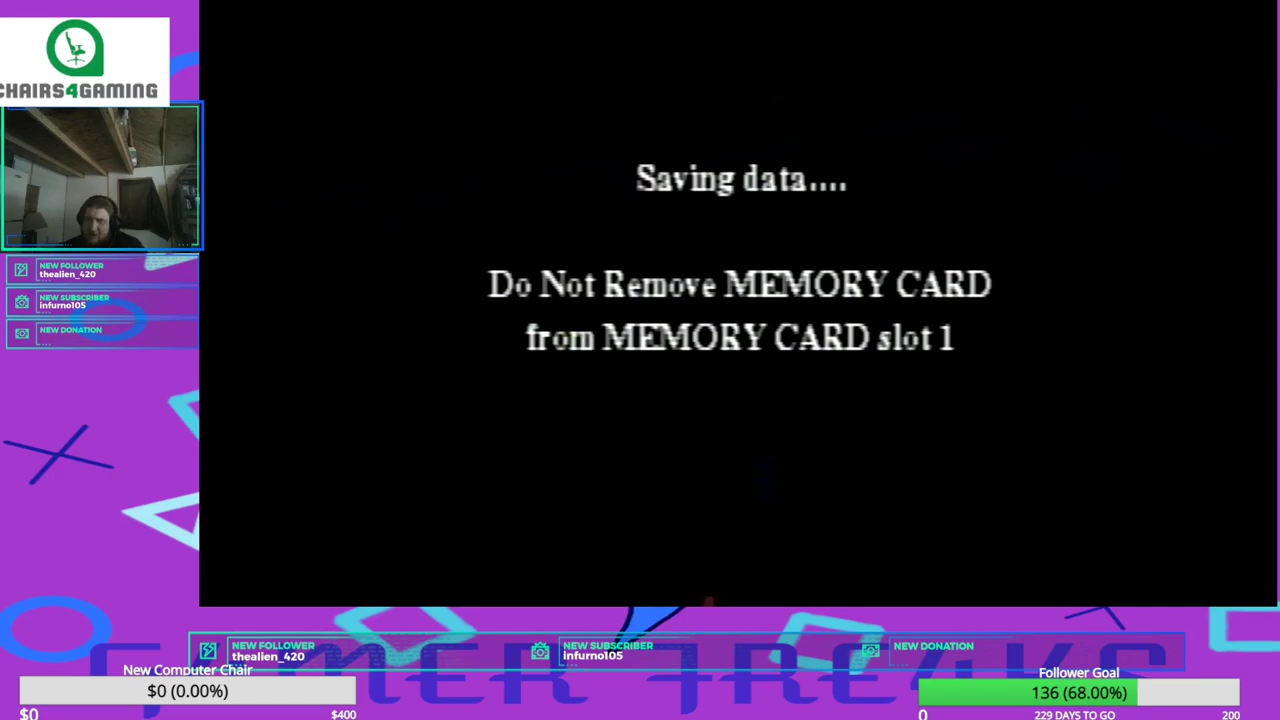 CHAIRS4GAMING
Saving data....
Do Not Remove MEMORY CARD
from MEMORY CARD slot 1
NEW FOLLOWER
thealien_420
NEW SUBSCRIBER
infurno105
NEW DONATION
NEW FOLLOWER
thealien_420
NEW SUBSCRIBER
infurno105
NEW DONATION
New Computer Chair
$0 (0.00%)
$0
$400
Follower Goal
136 (68.00%)
0
229 DAYS TO GO
200